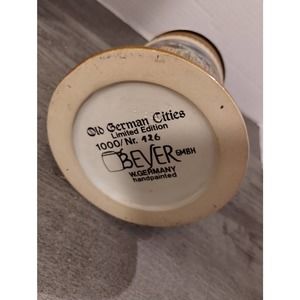 Old German Cities
Limited Edition
1000/Nr. 426
BEVER GMBH
W.GERMANY
handpainted